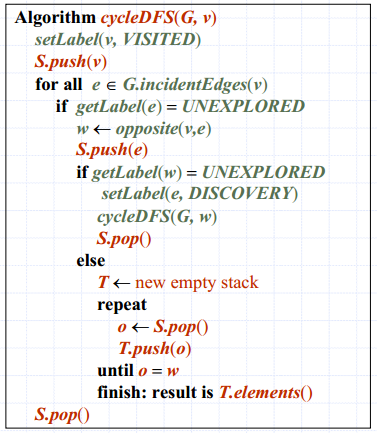 Algorithm cycleDFS(G, v)
setLabel(v, VISITED)
S.push(v)
for all e ∈ G.incidentEdges(v)
if getLabel(e) = UNEXPLORED
w ← opposite(v,e)
S.push(e)
if getLabel(w) = UNEXPLORED
setLabel(e, DISCOVERY)
cycleDFS(G, w)
S.pop()
else
T ← new empty stack
repeat
o ← S.pop()
T.push(o)
until o = w
finish: result is T.elements()
S.pop()